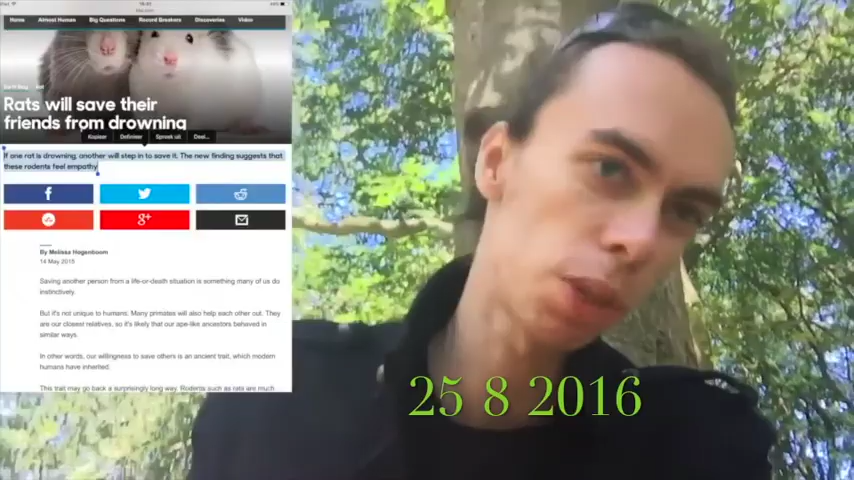 Home Almost Human Big Questions Record Breakers Discoveries Video
Rats will save their
friends from drowning
Kopieer Definieer Spreek uit Deel...
If one rat is drowning, another will step in to save it. The new finding suggests that
these rodents feel empathy
f
g+
By Melissa Hogenboom
14 May 2015
Saving another person from a life-or-death situation is something many of us do
instinctively.
But it's not unique to humans. Many primates will also help each other out. They
are our closest relatives, so it's likely that our ape-like ancestors behaved in
similar ways.
In other words, our willingness to save others is an ancient trait, which modern
humans have inherited.
This trait may go back a surprisingly long way. Rodents such as rats are much
25 8 2016